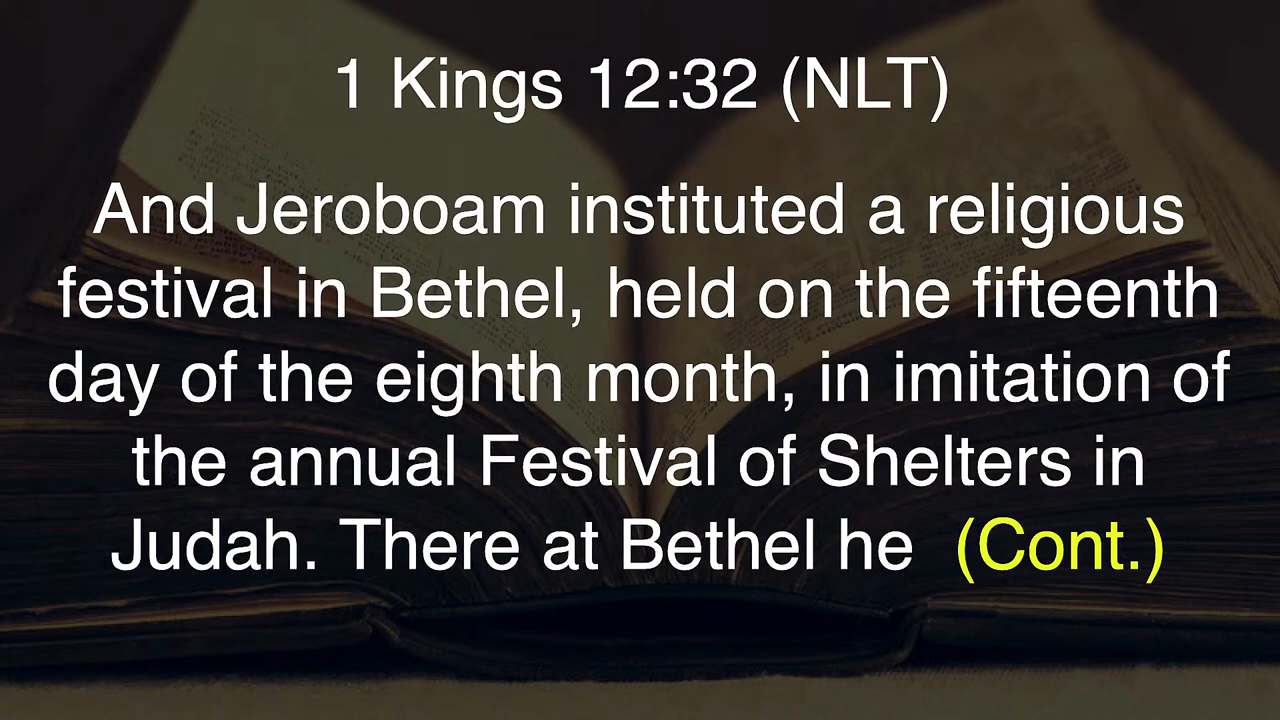 1 Kings 12:32 (NLT)
And Jeroboam instituted a religious
festival in Bethel, held on the fifteenth
day of the eighth month, in imitation of
the annual Festival of Shelters in
Judah. There at Bethel he (Cont.)